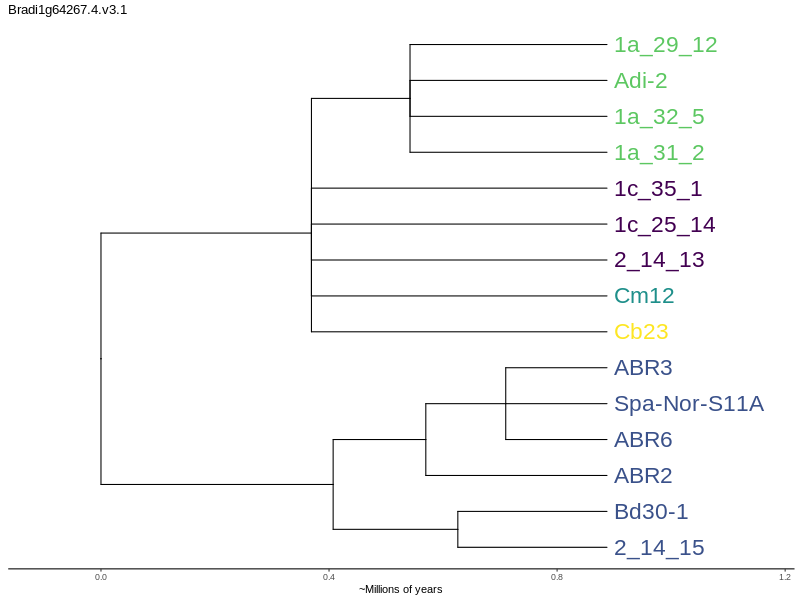 Bradi1g64267.4.v3.1
1a_29_12
Adi-2
1a_32_5
1a_31_2
1c_35_1
1c_25_14
2_14_13
Cm12
Cb23
ABR3
Spa-Nor-S11A
ABR6
ABR2
Bd30-1
2_14_15
0.0 0.4 0.8 1.2
~Millions of years